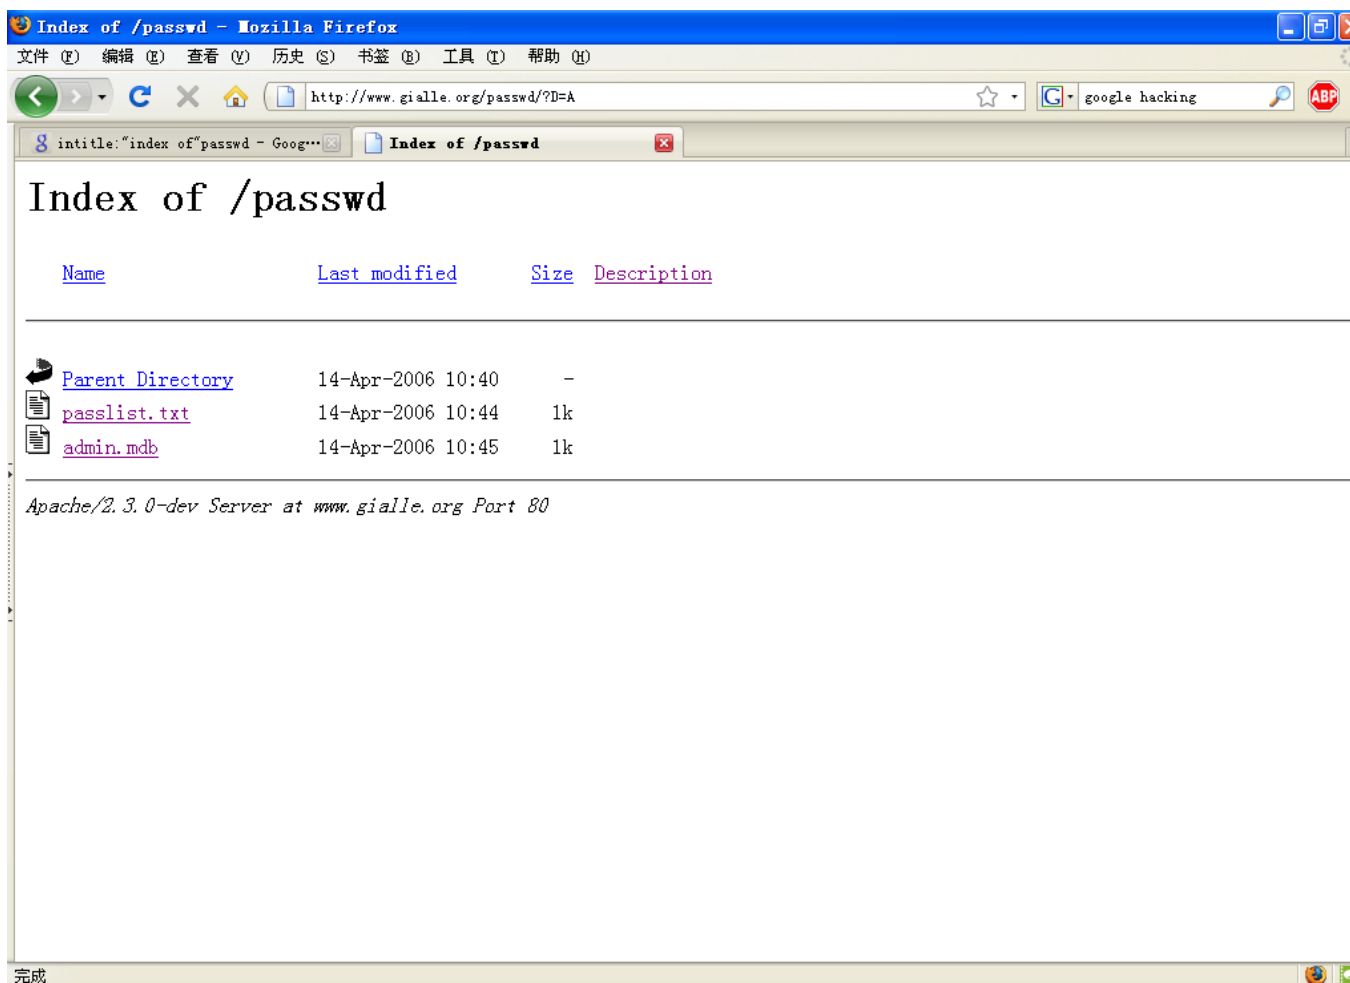 Index of /passwd - Mozilla Firefox
文件 (F) 编辑 (E) 查看 (V) 历史 (S) 书签 (B) 工具 (T) 帮助 (H)
http://www.gialle.org/passwd/?D=A G google hacking ABP
g intitle:"index of"passwd - Goog… Index of /passwd
Index of /passwd
Name Last modified Size Description
Parent Directory 14-Apr-2006 10:40 -
passlist.txt 14-Apr-2006 10:44 1k
admin.mdb 14-Apr-2006 10:45 1k
Apache/2.3.0-dev Server at www.gialle.org Port 80
完成